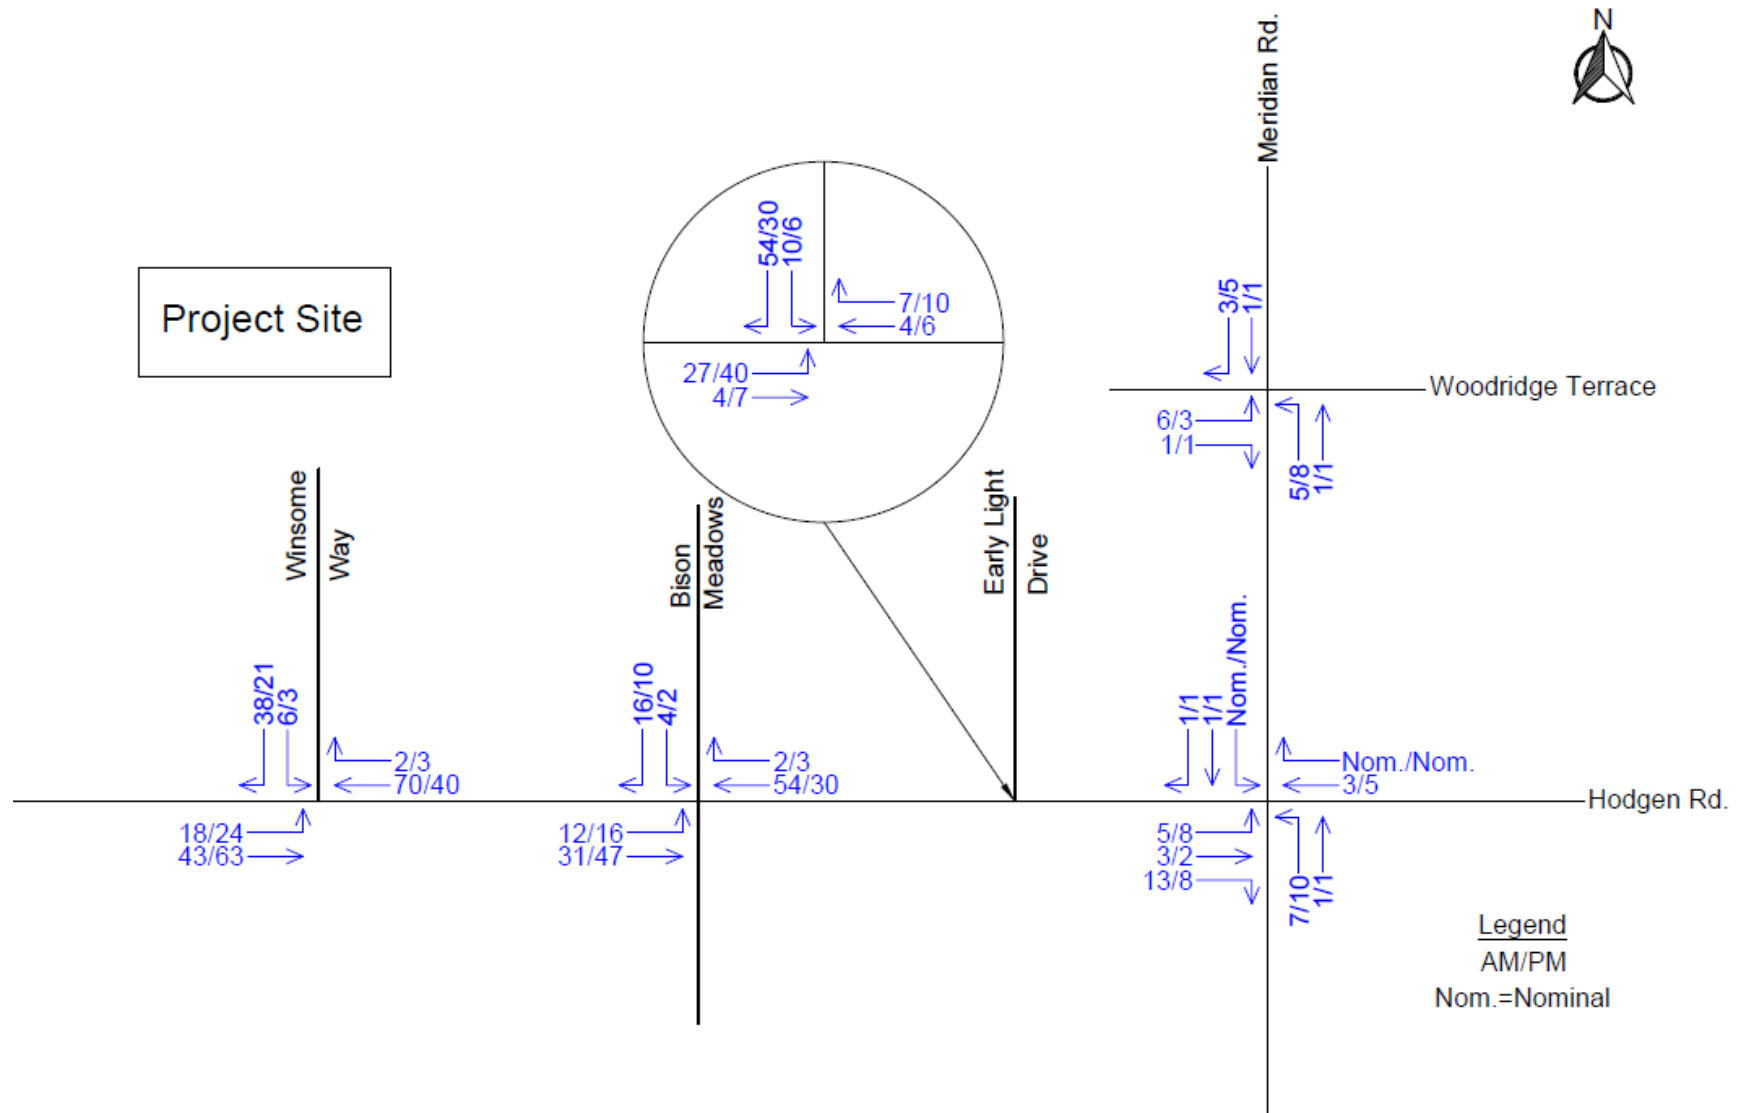 N
Meridian Rd.
Project Site
54/30
10/6
7/10
4/6
27/40
4/7
3/5
1/1
Woodridge Terrace
6/3
1/1
5/8
1/1
Winsome
Way
Bison
Meadows
Early Light
Drive
38/21
6/3
2/3
70/40
18/24
43/63
16/10
4/2
2/3
54/30
12/16
31/47
1/1
1/1
Nom./Nom.
Nom./Nom.
3/5
Hodgen Rd.
5/8
3/2
13/8
7/10
1/1
Legend
AM/PM
Nom.=Nominal